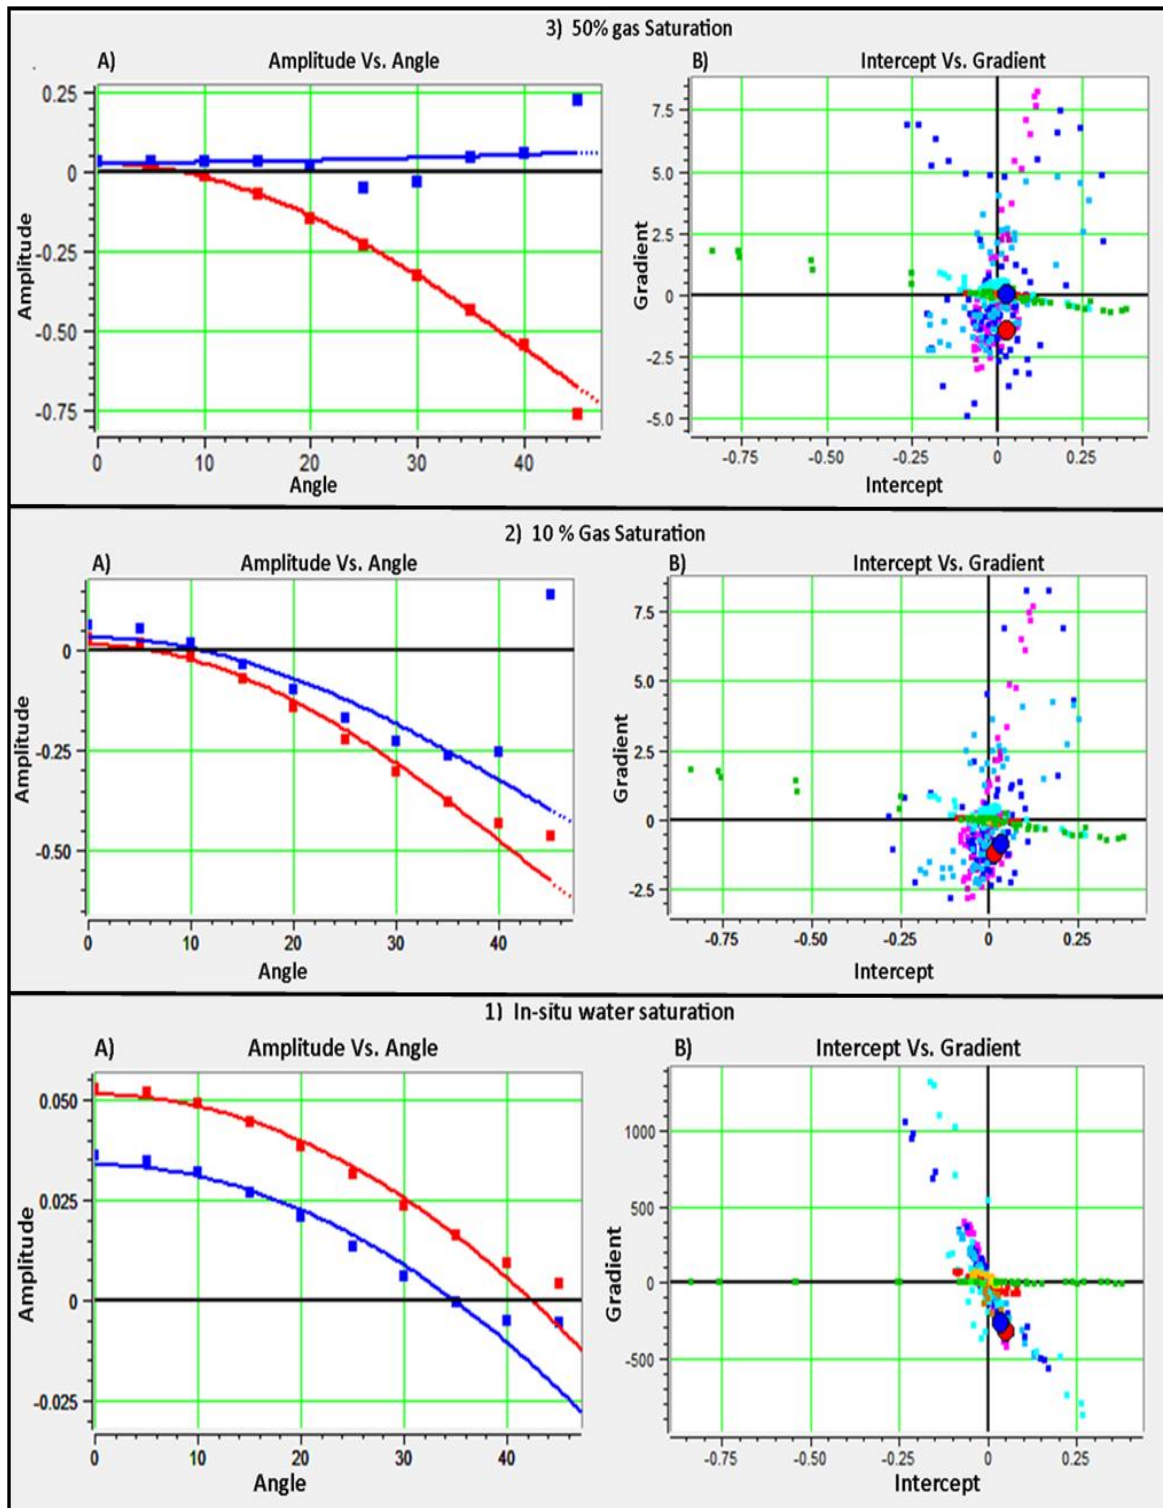 3) 50% gas Saturation
A) Amplitude Vs. Angle
0.25
0
-0.25
-0.50
-0.75
Amplitude
0 10 20 30 40
Angle
B) Intercept Vs. Gradient
7.5
5.0
2.5
0
-2.5
-5.0
Gradient
-0.75 -0.50 -0.25 0 0.25
Intercept
2) 10 % Gas Saturation
A) Amplitude Vs. Angle
0
-0.25
-0.50
Amplitude
0 10 20 30 40
Angle
B) Intercept Vs. Gradient
7.5
5.0
2.5
0
-2.5
Gradient
-0.75 -0.50 -0.25 0 0.25
Intercept
1) In-situ water saturation
A) Amplitude Vs. Angle
0.050
0.025
0
-0.025
Amplitude
0 10 20 30 40
Angle
B) Intercept Vs. Gradient
1000
500
0
-500
Gradient
-0.75 -0.50 -0.25 0 0.25
Intercept